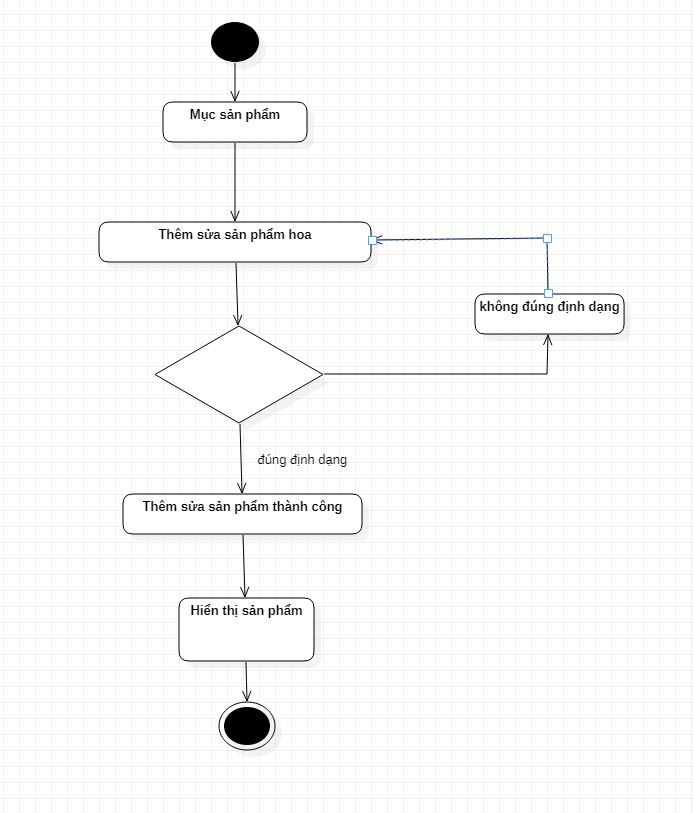 Mục sản phẩm
Thêm sửa sản phẩm hoa
không đúng định dạng
đúng định dạng
Thêm sửa sản phẩm thành công
Hiển thị sản phẩm